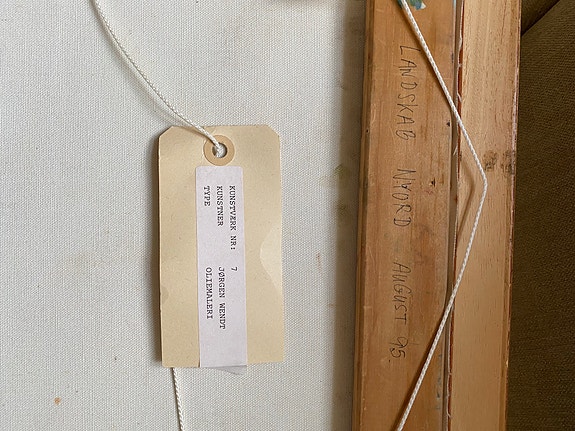 KUNSTVÆRK NR: 7
KUNSTNER JØRGEN WENDT
TYPE OLIEMALERI
LANDSKAB NYORD AUGUST 95.